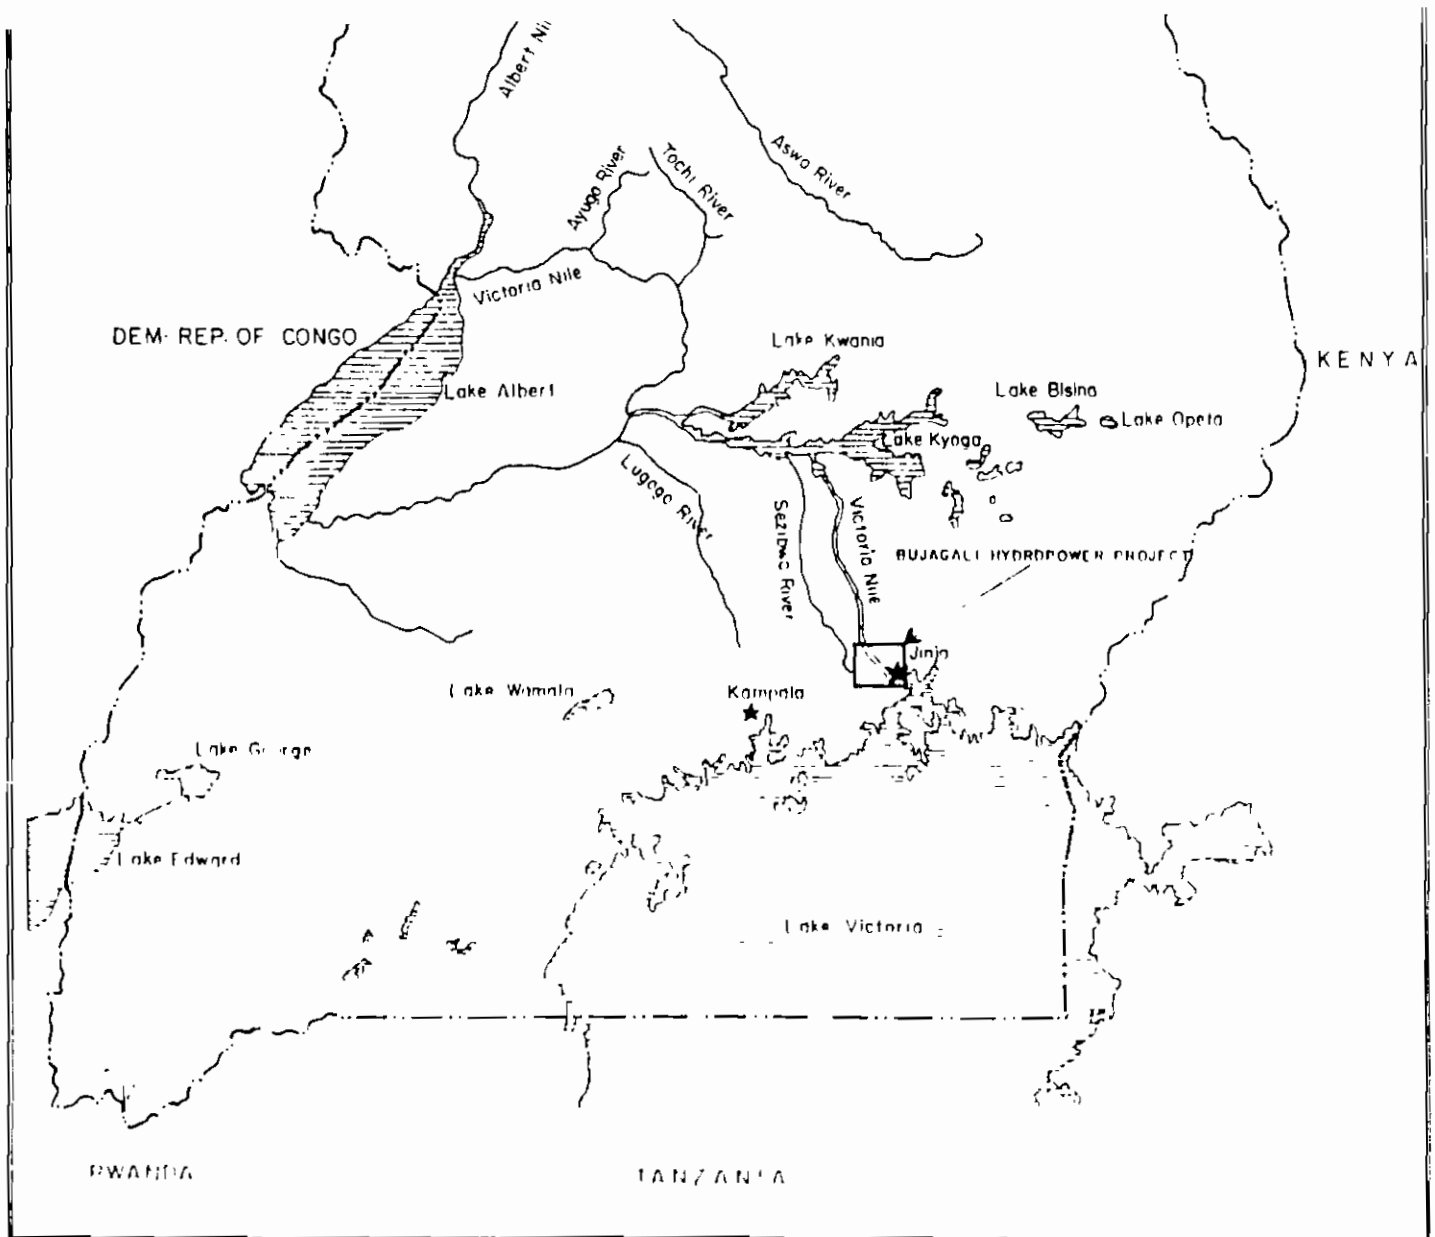 Albert Ni
Ayugo River
Tochi River
Aswa River
Victoria Nile
DEM. REP. OF CONGO
Lake Kwania
KENYA
Lake Albert
Lake Bisina
Lake Opeta
Lake Kyoga
Lugogo River
Sezibwa River
Victoria Nile
BUJAGALI HYDROPOWER PROJECT
Jinja
Lake Wamala
Kampala
Lake George
Lake Edward
Lake Victoria
RWANDA
TANZANIA